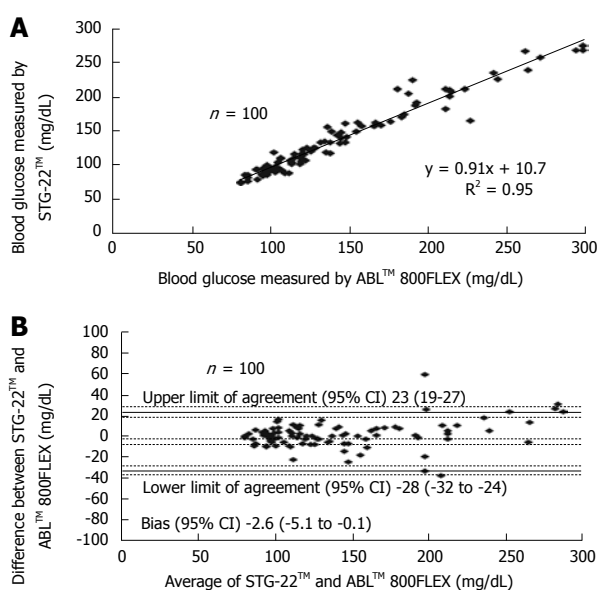 A
Blood glucose measured by
STG-22™ (mg/dL)
300
250
200
150
100
50
0
n = 100
y = 0.91x + 10.7
R² = 0.95
0
100
150
200
250
300
Blood glucose measured by ABL™ 800FLEX (mg/dL)
B
Difference between STG-22™ and
ABL™ 800FLEX (mg/dL)
100
80
60
40
20
0
-20
-40
-60
-80
-100
n = 100
Upper limit of agreement (95% CI) 23 (19-27)
Lower limit of agreement (95% CI) -28 (-32 to -24)
Bias (95% CI) -2.6 (-5.1 to -0.1)
0
50
100
150
200
250
300
Average of STG-22™ and ABL™ 800FLEX (mg/dL)